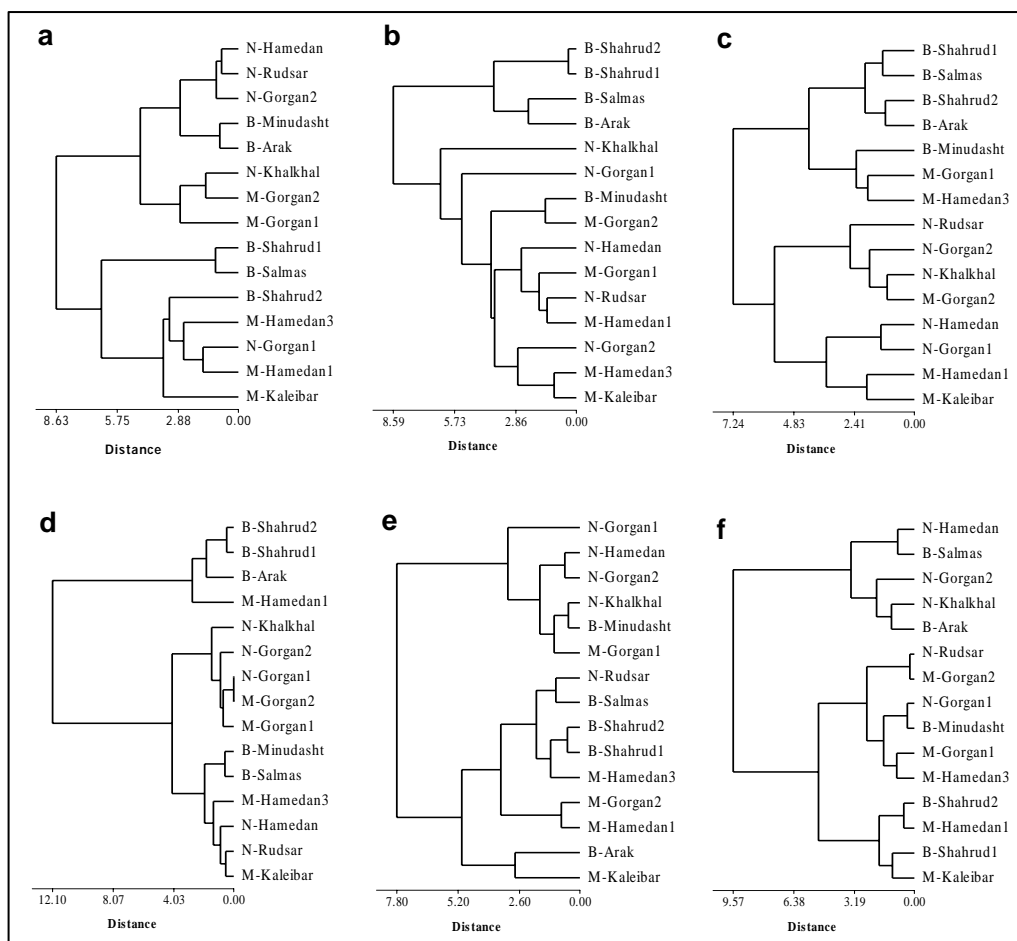 a
N-Hamedan
N-Rudsar
N-Gorgan2
B-Minudasht
B-Arak
N-Khalkhal
M-Gorgan2
M-Gorgan1
B-Shahrud1
B-Salmas
B-Shahrud2
M-Hamedan3
N-Gorgan1
M-Hamedan1
M-Kaleibar
8.63 5.75 2.88 0.00
Distance
b
B-Shahrud2
B-Shahrud1
B-Salmas
B-Arak
N-Khalkhal
N-Gorgan1
B-Minudasht
M-Gorgan2
N-Hamedan
M-Gorgan1
N-Rudsar
M-Hamedan1
N-Gorgan2
M-Hamedan3
M-Kaleibar
8.59 5.73 2.86 0.00
Distance
c
B-Shahrud1
B-Salmas
B-Shahrud2
B-Arak
B-Minudasht
M-Gorgan1
M-Hamedan3
N-Rudsar
N-Gorgan2
N-Khalkhal
M-Gorgan2
N-Hamedan
N-Gorgan1
M-Hamedan1
M-Kaleibar
7.24 4.83 2.41 0.00
Distance
d
B-Shahrud2
B-Shahrud1
B-Arak
M-Hamedan1
N-Khalkhal
N-Gorgan2
N-Gorgan1
M-Gorgan2
M-Gorgan1
B-Minudasht
B-Salmas
M-Hamedan3
N-Hamedan
N-Rudsar
M-Kaleibar
12.10 8.07 4.03 0.00
Distance
e
N-Gorgan1
N-Hamedan
N-Gorgan2
N-Khalkhal
B-Minudasht
M-Gorgan1
N-Rudsar
B-Salmas
B-Shahrud2
B-Shahrud1
M-Hamedan3
M-Gorgan2
M-Hamedan1
B-Arak
M-Kaleibar
7.80 5.20 2.60 0.00
Distance
f
N-Hamedan
B-Salmas
N-Gorgan2
N-Khalkhal
B-Arak
N-Rudsar
M-Gorgan2
N-Gorgan1
B-Minudasht
M-Gorgan1
M-Hamedan3
B-Shahrud2
M-Hamedan1
B-Shahrud1
M-Kaleibar
9.57 6.38 3.19 0.00
Distance